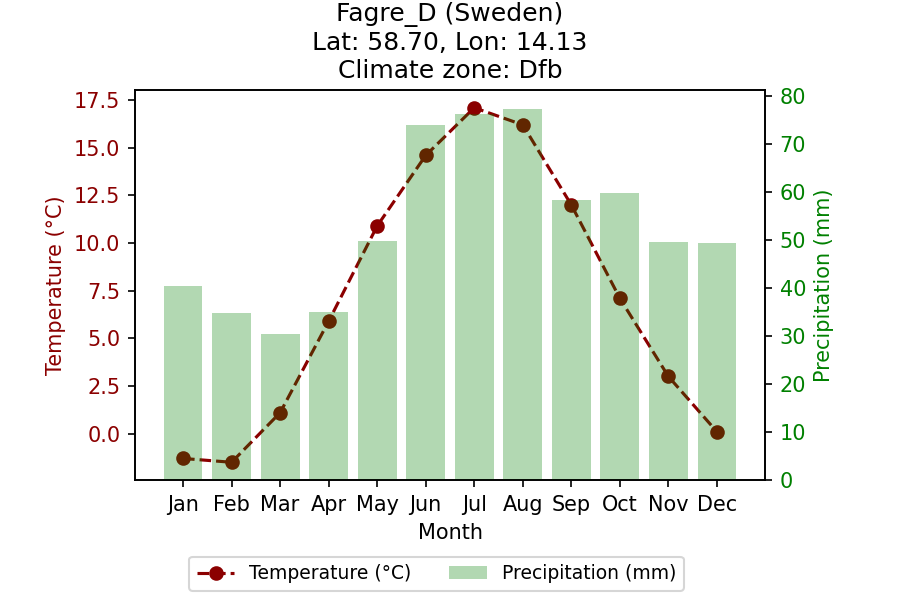 Fagre_D (Sweden)
Lat: 58.70, Lon: 14.13
Climate zone: Dfb
17.5
15.0
12.5
10.0
7.5
5.0
2.5
0.0
Temperature (°C)
80
70
60
50
40
30
20
10
0
Precipitation (mm)
Jan Feb Mar Apr May Jun Jul Aug Sep Oct Nov Dec
Month
Temperature (°C) Precipitation (mm)